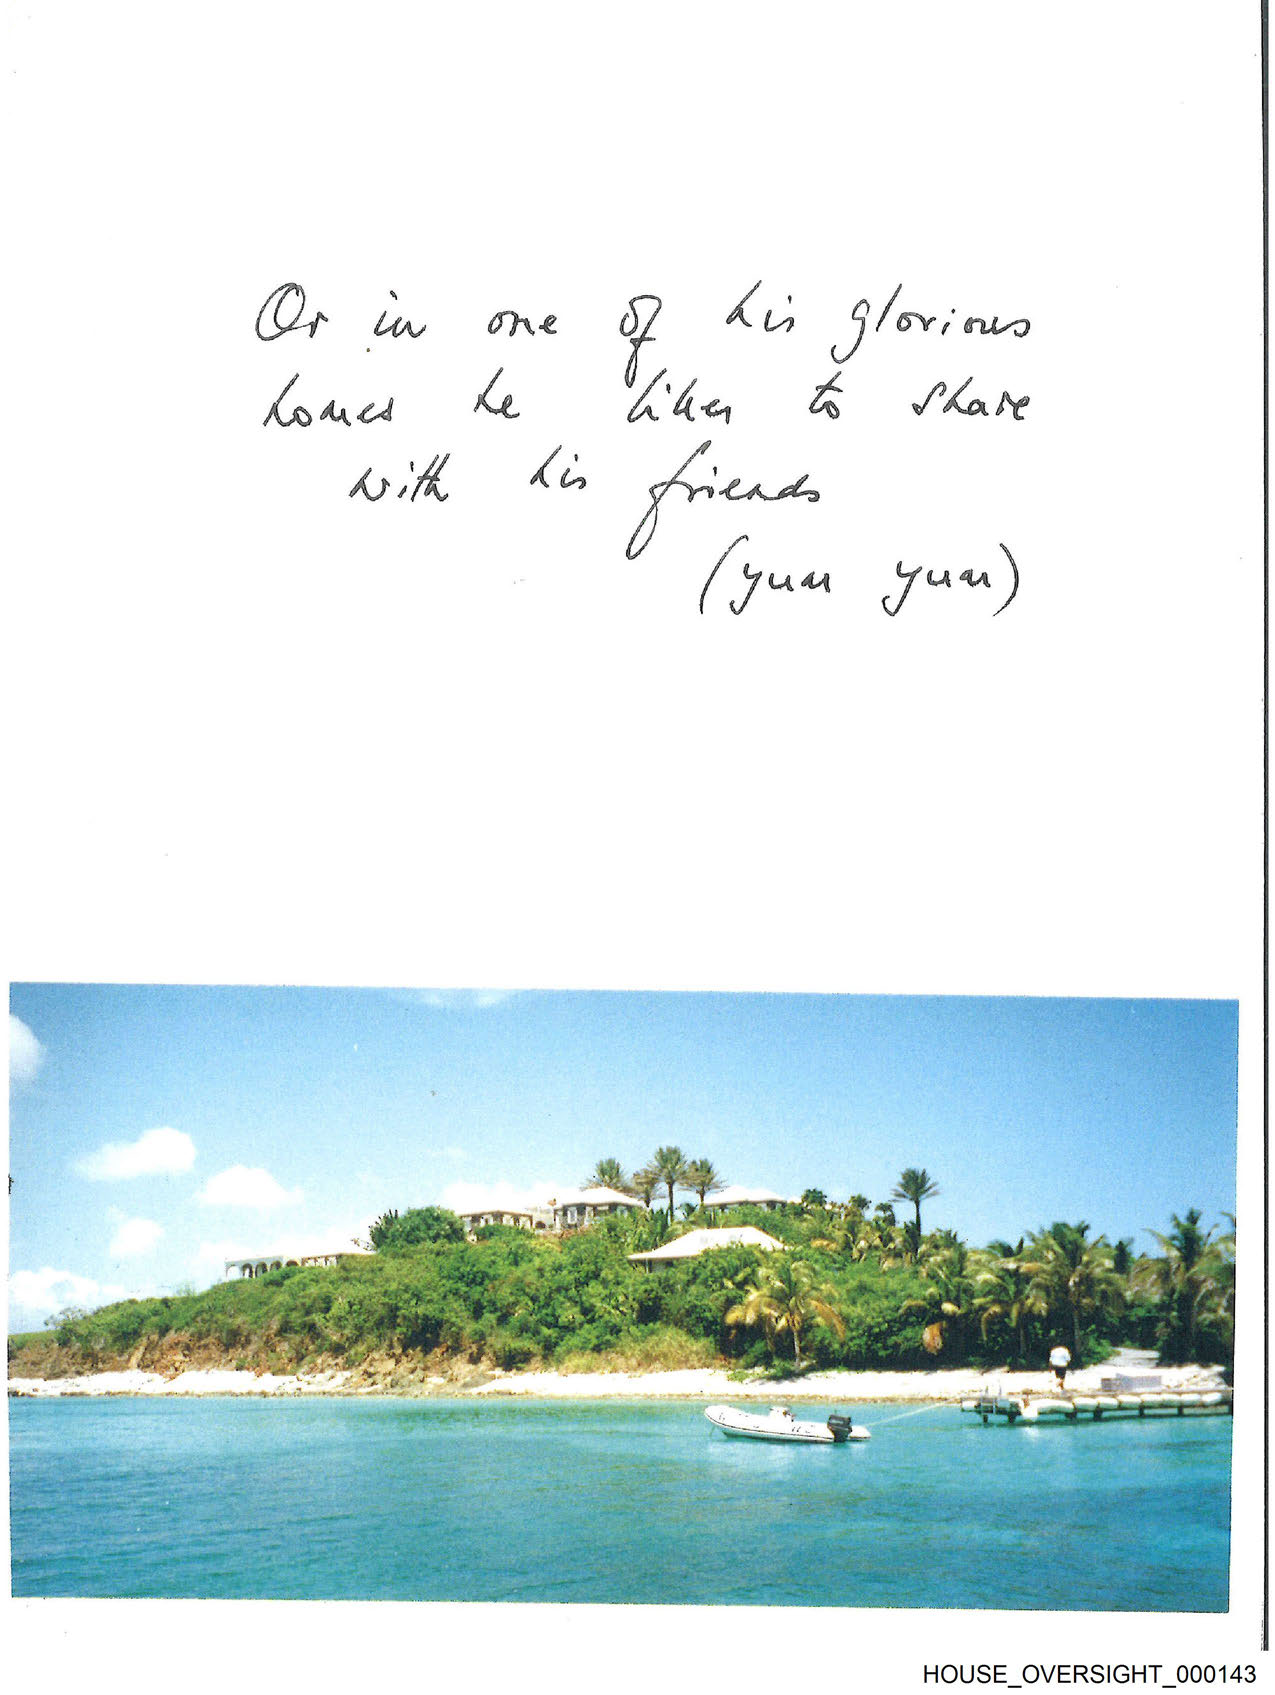 Or in one of his glorious
homes he likes to share
with his friends
(yum yum)
HOUSE_OVERSIGHT_000143